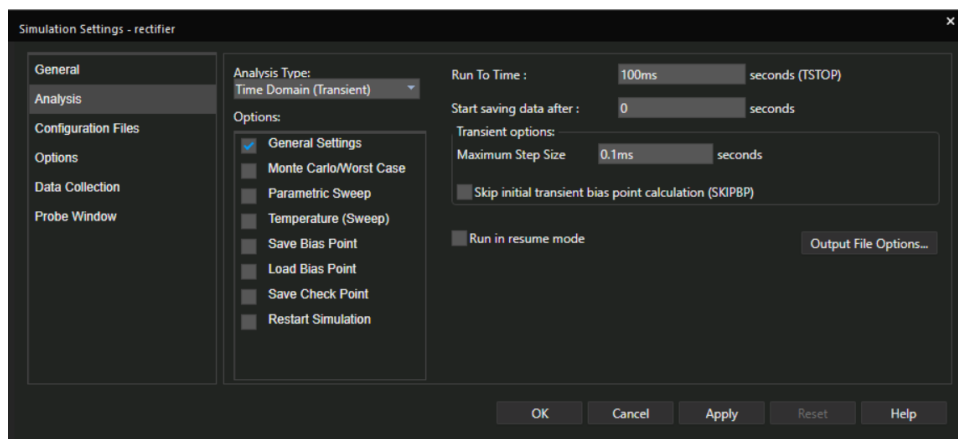 Simulation Settings - rectifier
×
General
Analysis
Configuration Files
Options
Data Collection
Probe Window
Analysis Type:
Time Domain (Transient)
Options:
General Settings
Monte Carlo/Worst Case
Parametric Sweep
Temperature (Sweep)
Save Bias Point
Load Bias Point
Save Check Point
Restart Simulation
Run To Time : 100ms seconds (TSTOP)
Start saving data after : 0 seconds
Transient options:
Maximum Step Size 0.1ms seconds
Skip initial transient bias point calculation (SKIPBP)
Run in resume mode
Output File Options...
OK Cancel Apply Reset Help